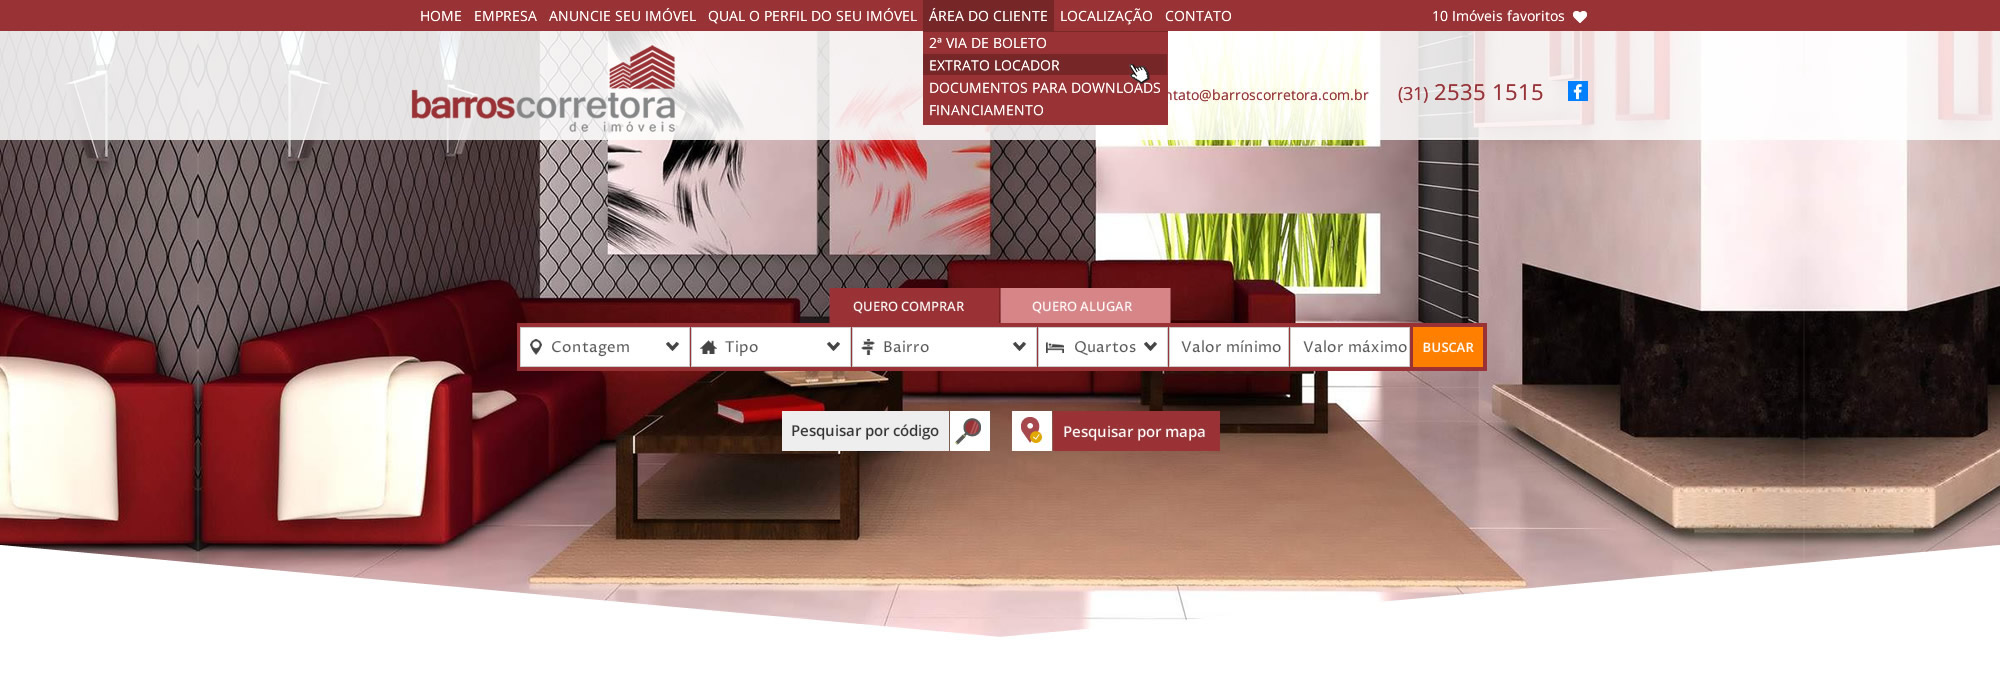 HOME EMPRESA ANUNCIE SEU IMÓVEL QUAL O PERFIL DO SEU IMÓVEL ÁREA DO CLIENTE LOCALIZAÇÃO CONTATO
10 Imóveis favoritos
2ª VIA DE BOLETO
EXTRATO LOCADOR
DOCUMENTOS PARA DOWNLOADS
FINANCIAMENTO
barroscorretora
de imóveis
ntato@barroscorretora.com.br
(31) 2535 1515
QUERO COMPRAR QUERO ALUGAR
Contagem Tipo Bairro Quartos Valor mínimo Valor máximo BUSCAR
Pesquisar por código Pesquisar por mapa